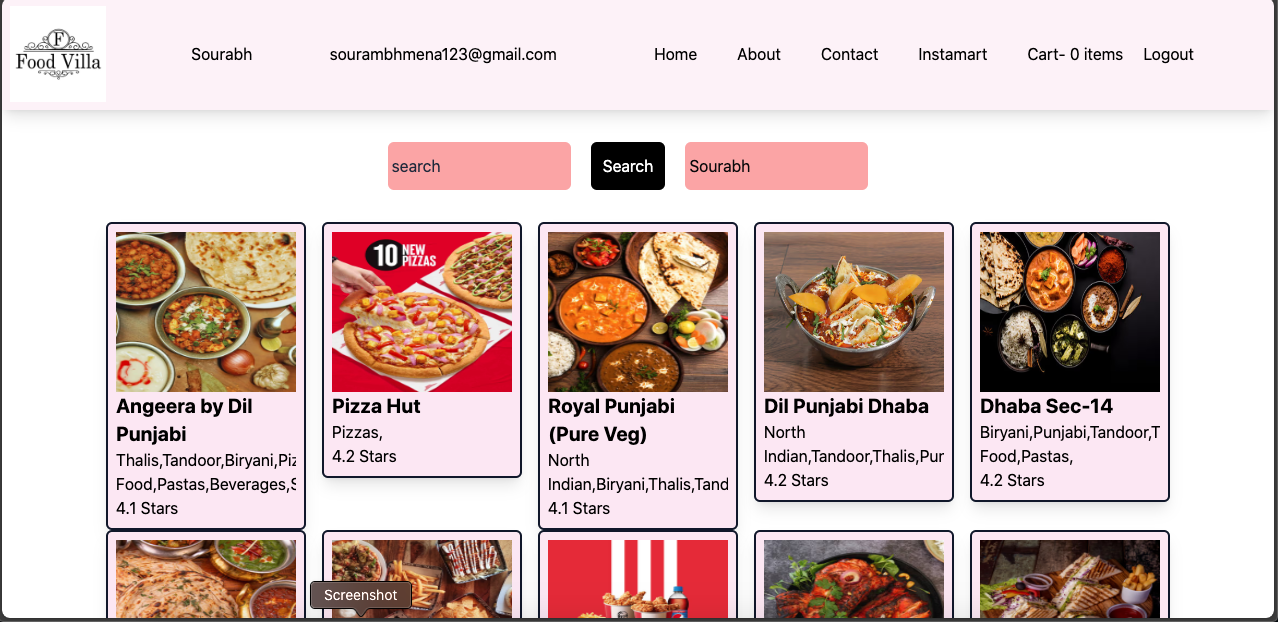 F
Food Villa
Sourabh
sourambhmena123@gmail.com
Home
About
Contact
Instamart
Cart- 0 items
Logout
search
Search
Sourabh
Angeera by Dil
Punjabi
Thalis,Tandoor,Biryani,Piz
Food,Pastas,Beverages,S
4.1 Stars
10 NEW
PIZZAS
Pizza Hut
Pizzas,
4.2 Stars
Royal Punjabi
(Pure Veg)
North
Indian,Biryani,Thalis,Tand
4.1 Stars
Dil Punjabi Dhaba
North
Indian,Tandoor,Thalis,Pur
4.2 Stars
Dhaba Sec-14
Biryani,Punjabi,Tandoor,T
Food,Pastas,
4.2 Stars
Screenshot